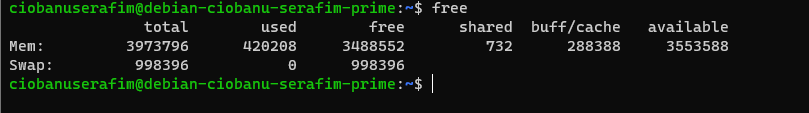 ciobanuserafim@debian-ciobanu-serafim-prime:~$ free
               total        used        free      shared  buff/cache   available
Mem:         3973796      420208     3488552         732      288388     3553588
Swap:         998396           0      998396
ciobanuserafim@debian-ciobanu-serafim-prime:~$